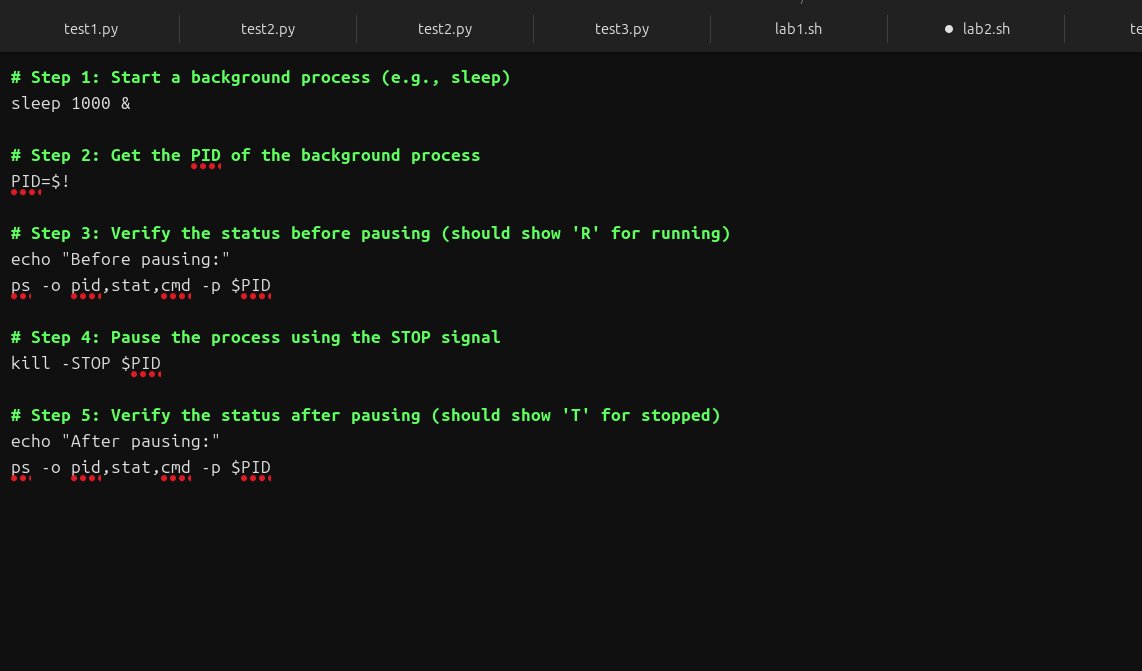 test1.py test2.py test2.py test3.py lab1.sh lab2.sh te
# Step 1: Start a background process (e.g., sleep)
sleep 1000 &
# Step 2: Get the PID of the background process
PID=$!
# Step 3: Verify the status before pausing (should show 'R' for running)
echo "Before pausing:"
ps -o pid,stat,cmd -p $PID
# Step 4: Pause the process using the STOP signal
kill -STOP $PID
# Step 5: Verify the status after pausing (should show 'T' for stopped)
echo "After pausing:"
ps -o pid,stat,cmd -p $PID